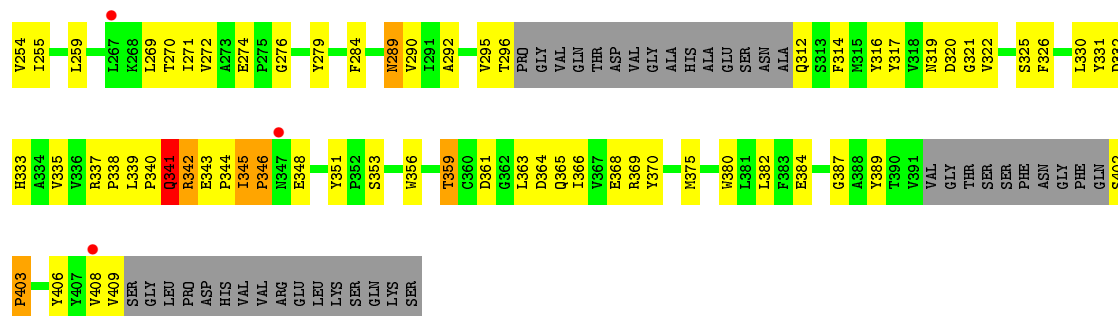 V254 I255 L259 L267 K268 L269 T270 I271 V272 A273 E274 P275 G276 Y279 F284 N289 V290 I291 A292 V295 T296 PRO GLY VAL GLN THR ASP VAL GLY ALA HIS ALA GLU SER ASN ALA Q312 S313 F314 M315 Y316 Y317 V318 N319 D320 G321 V322 S325 F326 L330 Y331 D332
H333 A334 V335 V336 R337 P338 L339 P340 Q341 R342 E343 P344 I345 P346 N347 E348 Y351 P352 S353 W356 T359 C360 D361 G362 L363 D364 Q365 I366 V367 E368 R369 Y370 M375 W380 L381 L382 F383 E384 G387 A388 Y389 T390 V391 VAL GLY THR SER SER PHE ASN GLY PHE GLN S402
P403 Y406 Y407 V408 V409 SER GLY LEU PRO ASP HIS VAL VAL ARG GLU LEU LYS SER GLN LYS SER